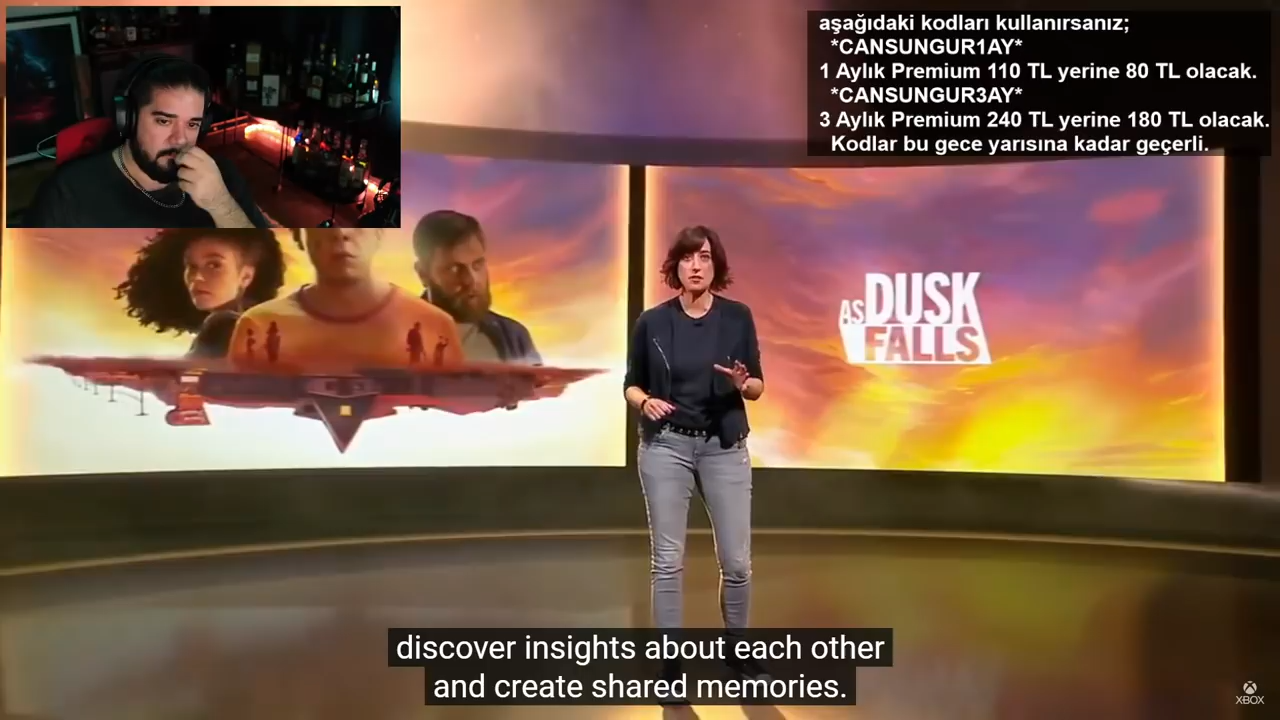 aşağıdaki kodları kullanırsanız;
*CANSUNGUR1AY*
1 Aylık Premium 110 TL yerine 80 TL olacak.
*CANSUNGUR3AY*
3 Aylık Premium 240 TL yerine 180 TL olacak.
Kodlar bu gece yarısına kadar geçerli.
AS DUSK
FALLS
discover insights about each other
and create shared memories.
XBOX